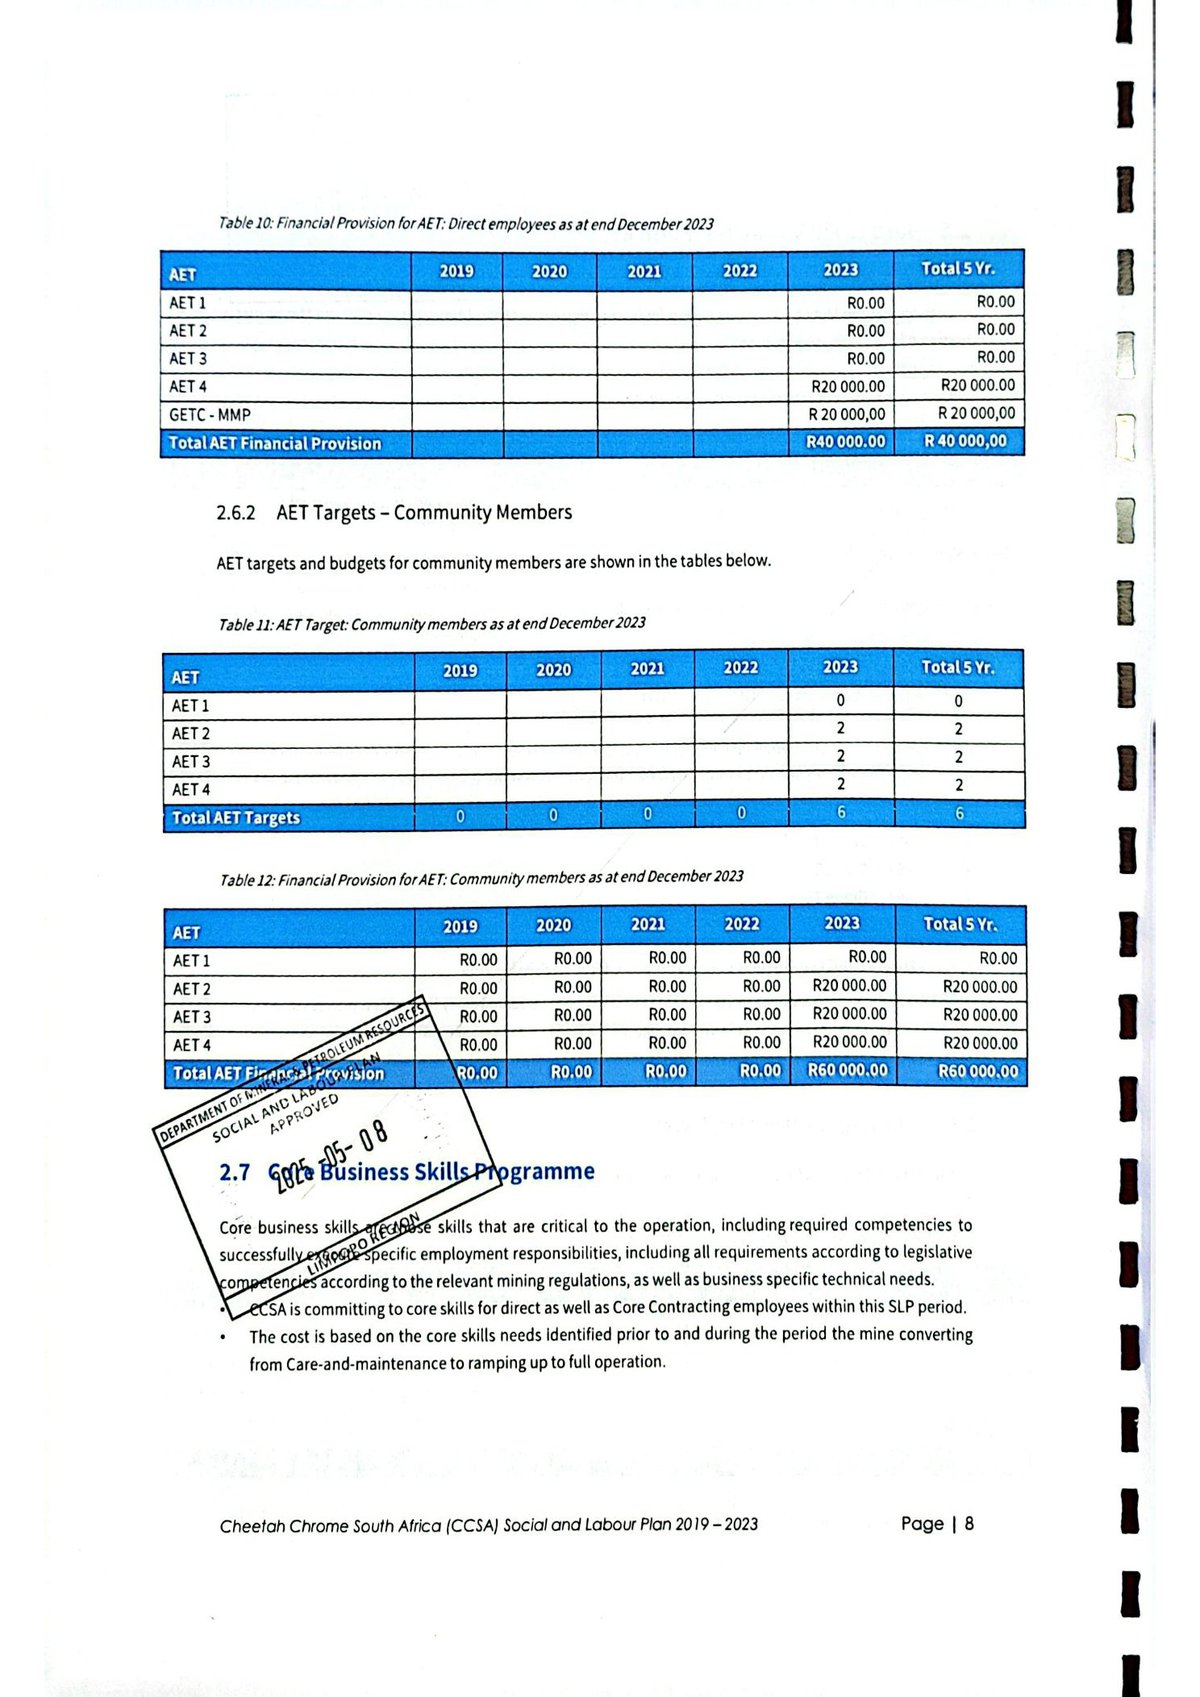 Table 10: Financial Provision for AET: Direct employees as at end December 2023
AET 2019 2020 2021 2022 2023 Total 5 Yr.
AET 1 R0.00 R0.00
AET 2 R0.00 R0.00
AET 3 R0.00 R0.00
AET 4 R20 000.00 R20 000.00
GETC - MMP R 20 000,00 R 20 000,00
Total AET Financial Provision R40 000.00 R 40 000,00
2.6.2 AET Targets – Community Members
AET targets and budgets for community members are shown in the tables below.
Table 11: AET Target: Community members as at end December 2023
AET 2019 2020 2021 2022 2023 Total 5 Yr.
AET 1 0 0
AET 2 2 2
AET 3 2 2
AET 4 2 2
Total AET Targets 0 0 0 0 6 6
Table 12: Financial Provision for AET: Community members as at end December 2023
AET 2019 2020 2021 2022 2023 Total 5 Yr.
AET 1 R0.00 R0.00 R0.00 R0.00 R0.00 R0.00
AET 2 R0.00 R0.00 R0.00 R0.00 R20 000.00 R20 000.00
AET 3 R0.00 R0.00 R0.00 R0.00 R20 000.00 R20 000.00
AET 4 R0.00 R0.00 R0.00 R0.00 R20 000.00 R20 000.00
Total AET Financial Provision R0.00 R0.00 R0.00 R0.00 R60 000.00 R60 000.00
DEPARTMENT OF MINERAL & PETROLEUM RESOURCES
SOCIAL AND LABOUR PLAN
APPROVED
2025 -05- 08
LIMPOPO REGION
2.7 Core Business Skills Programme
Core business skills are those skills that are critical to the operation, including required competencies to
successfully execute specific employment responsibilities, including all requirements according to legislative
competencies according to the relevant mining regulations, as well as business specific technical needs.
• CCSA is committing to core skills for direct as well as Core Contracting employees within this SLP period.
• The cost is based on the core skills needs identified prior to and during the period the mine converting
from Care-and-maintenance to ramping up to full operation.
Cheetah Chrome South Africa (CCSA) Social and Labour Plan 2019 – 2023 Page | 8